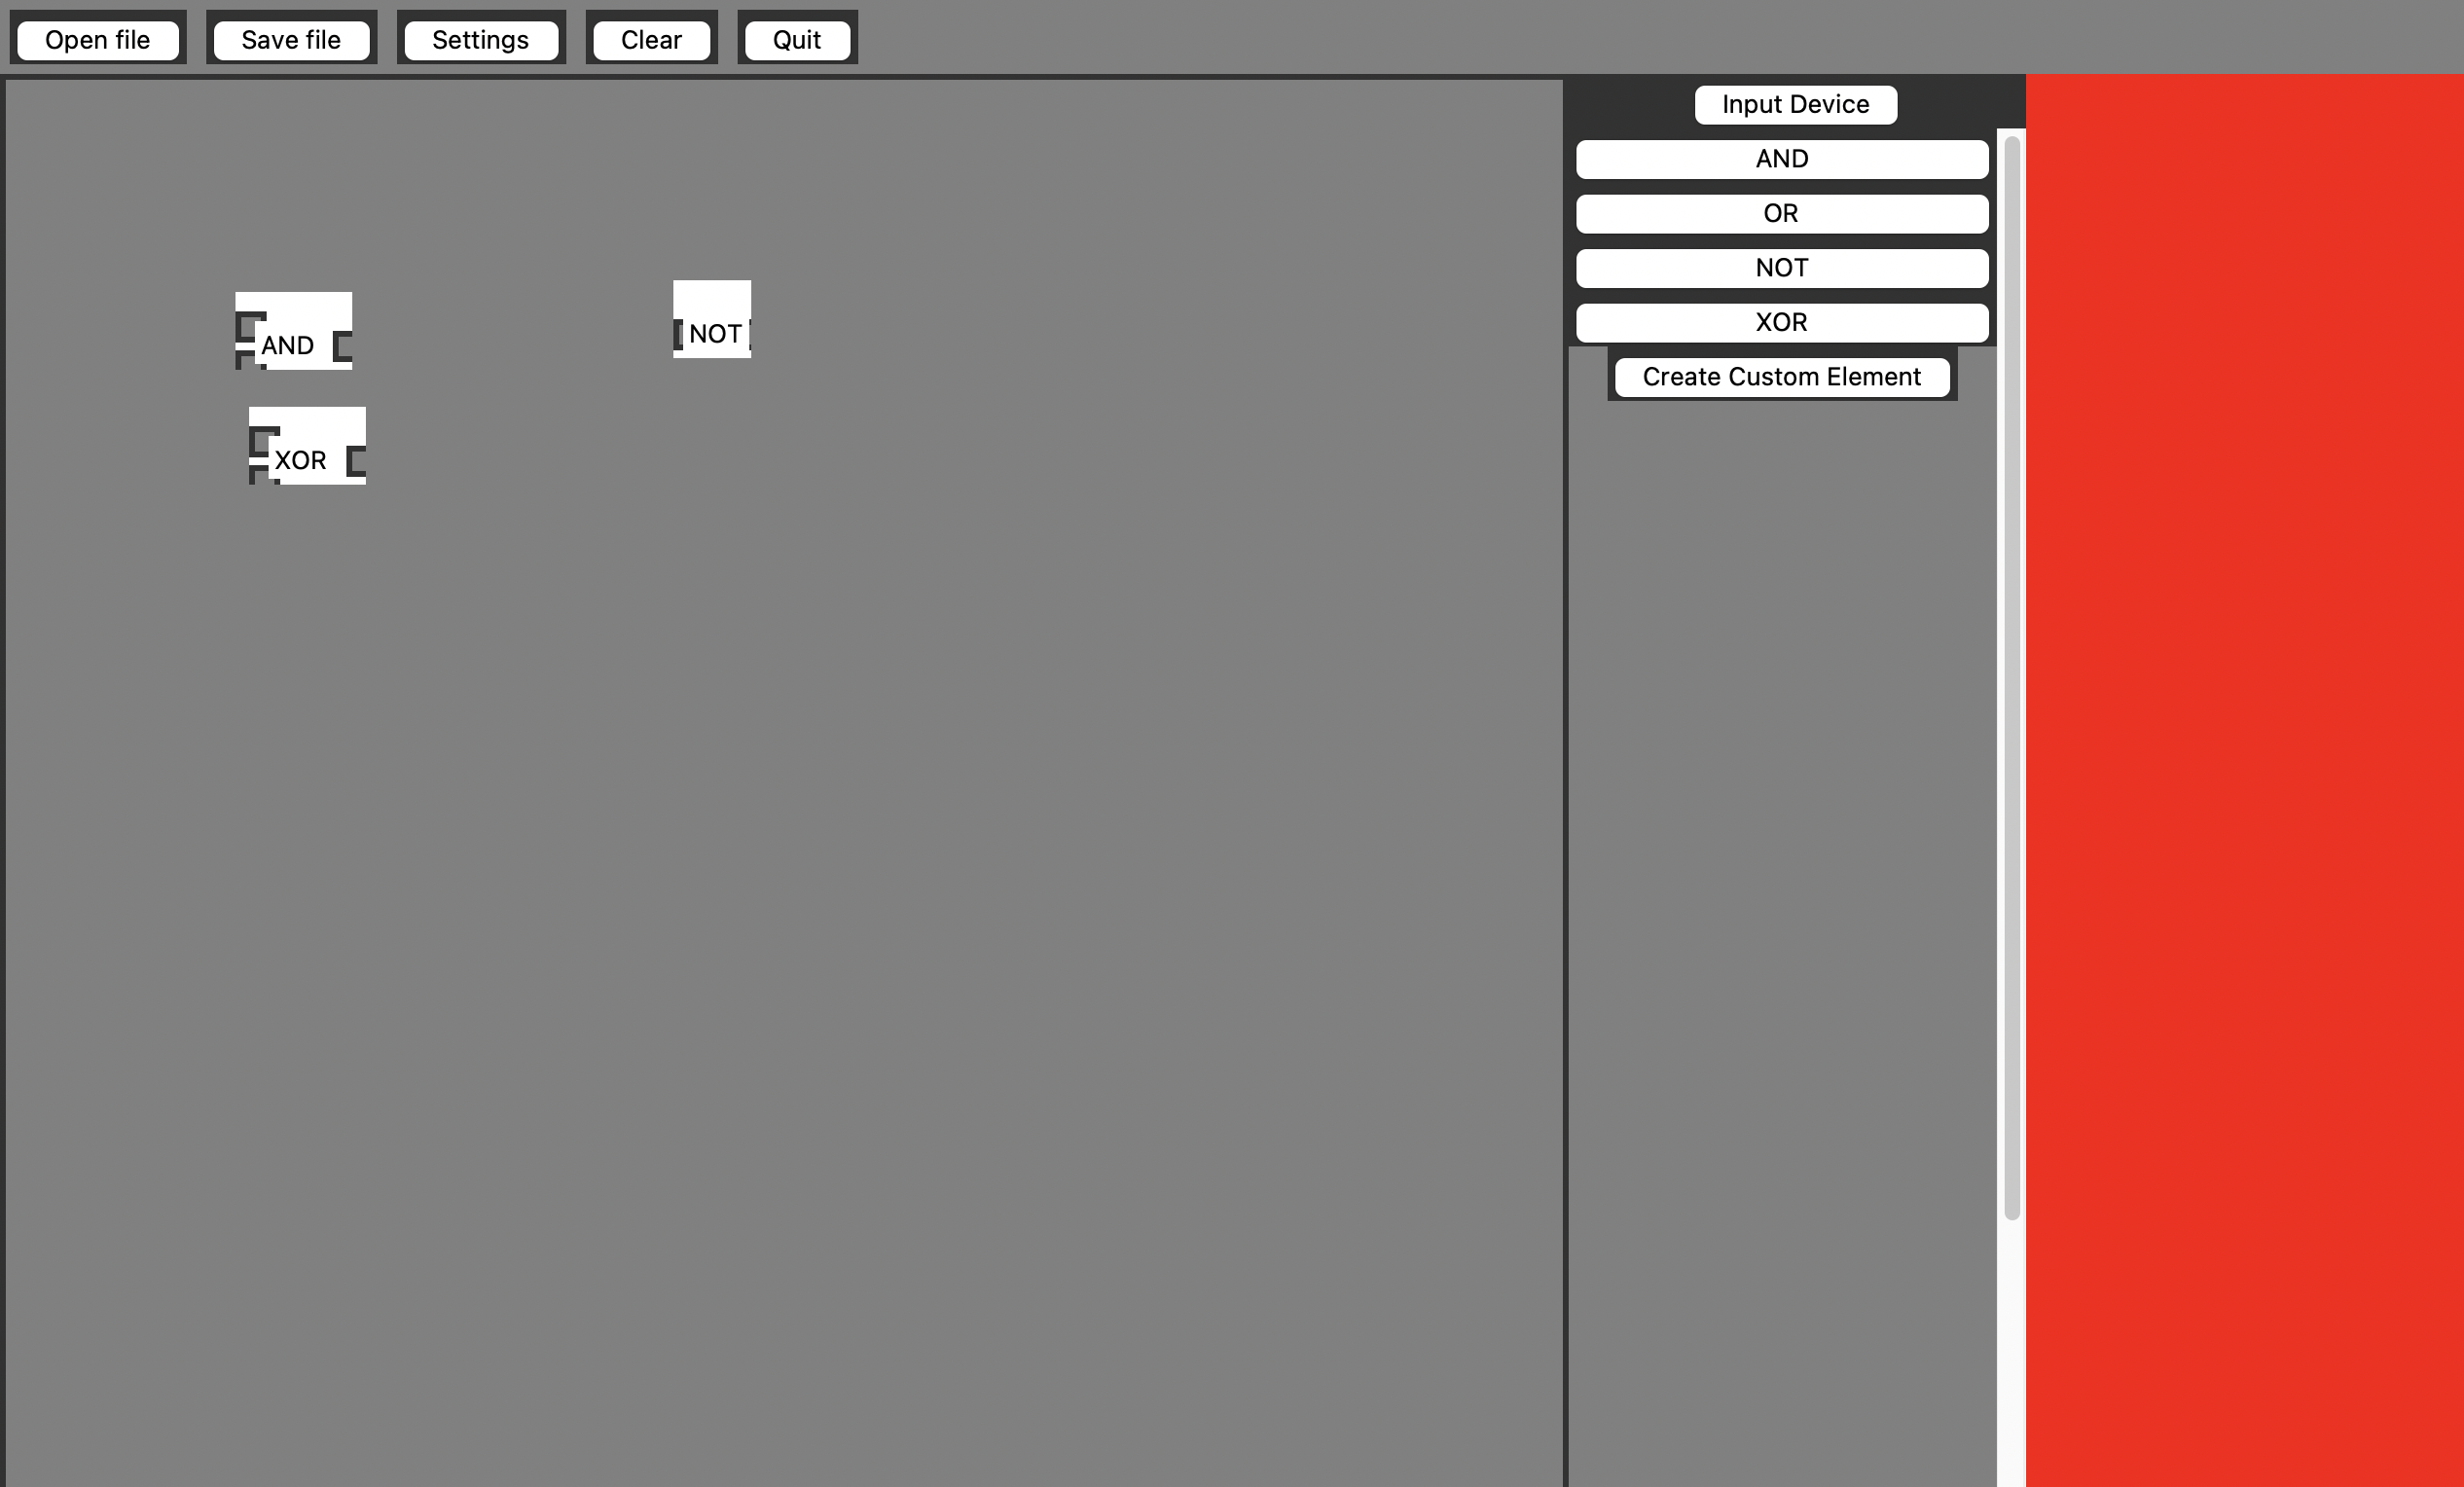 Open file Save file Settings Clear Quit
Input Device
AND
OR
NOT
XOR
Create Custom Element
NOT
AND
XOR